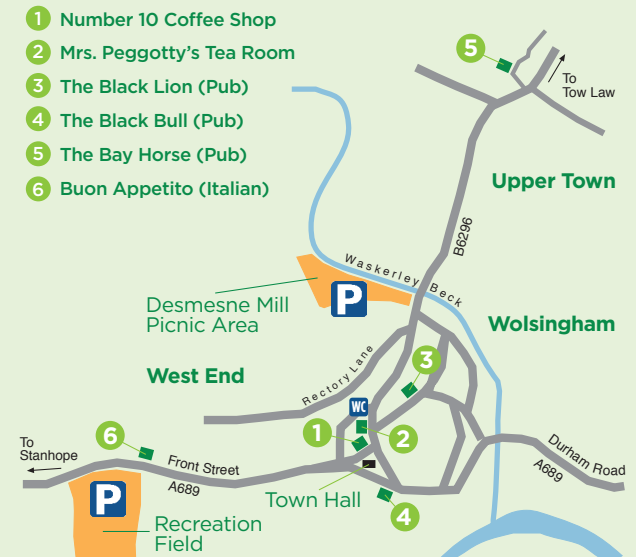 1 Number 10 Coffee Shop
2 Mrs. Peggotty's Tea Room
3 The Black Lion (Pub)
4 The Black Bull (Pub)
5 The Bay Horse (Pub)
6 Buon Appetito (Italian)
5
To
Tow Law
Upper Town
B6296
Waskerley Beck
P
Desmesne Mill
Picnic Area
Wolsingham
West End
Rectory Lane
3
WC
1
2
6
To
Stanhope
Front Street
A689
Durham Road
A689
Town Hall
4
P
Recreation
Field